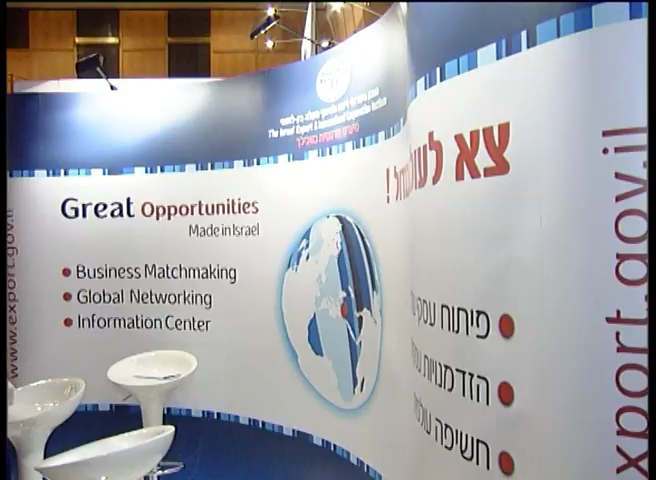 The Israel Export & International Cooperation Institute
Great Opportunities
Made in Israel
Business Matchmaking
Global Networking
Information Center
www.export.gov.il
צא לעולם
!
פיתוח עסקי
הזדמנויות
חשיפה
xport.gov.il